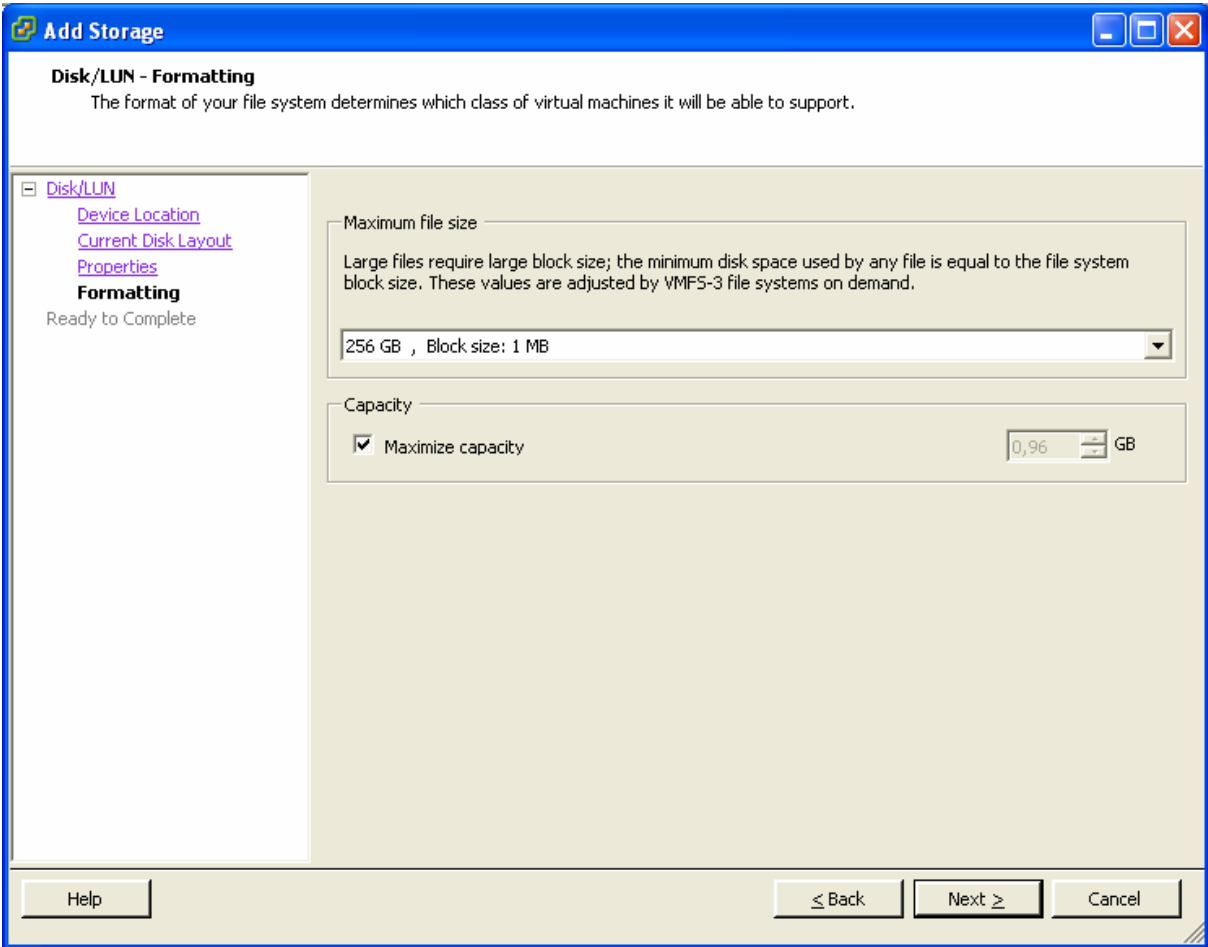 Add Storage
Disk/LUN - Formatting
The format of your file system determines which class of virtual machines it will be able to support.
Disk/LUN
Device Location
Current Disk Layout
Properties
Formatting
Ready to Complete
Maximum file size
Large files require large block size; the minimum disk space used by any file is equal to the file system
block size. These values are adjusted by VMFS-3 file systems on demand.
256 GB , Block size: 1 MB
Capacity
Maximize capacity
0,96 GB
Help
< Back
Next >
Cancel